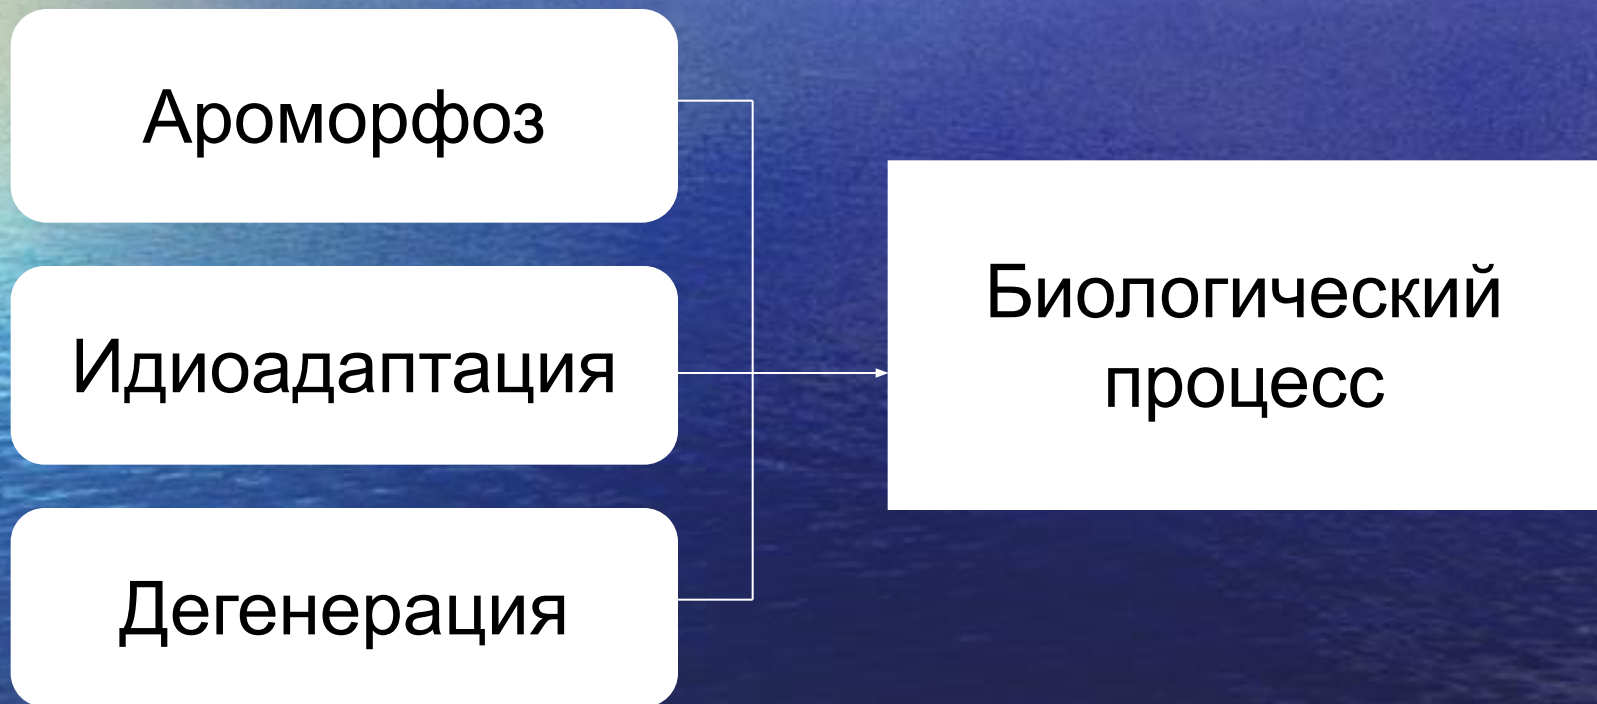 Ароморфоз
Идиоадаптация
Дегенерация
Биологический
процесс